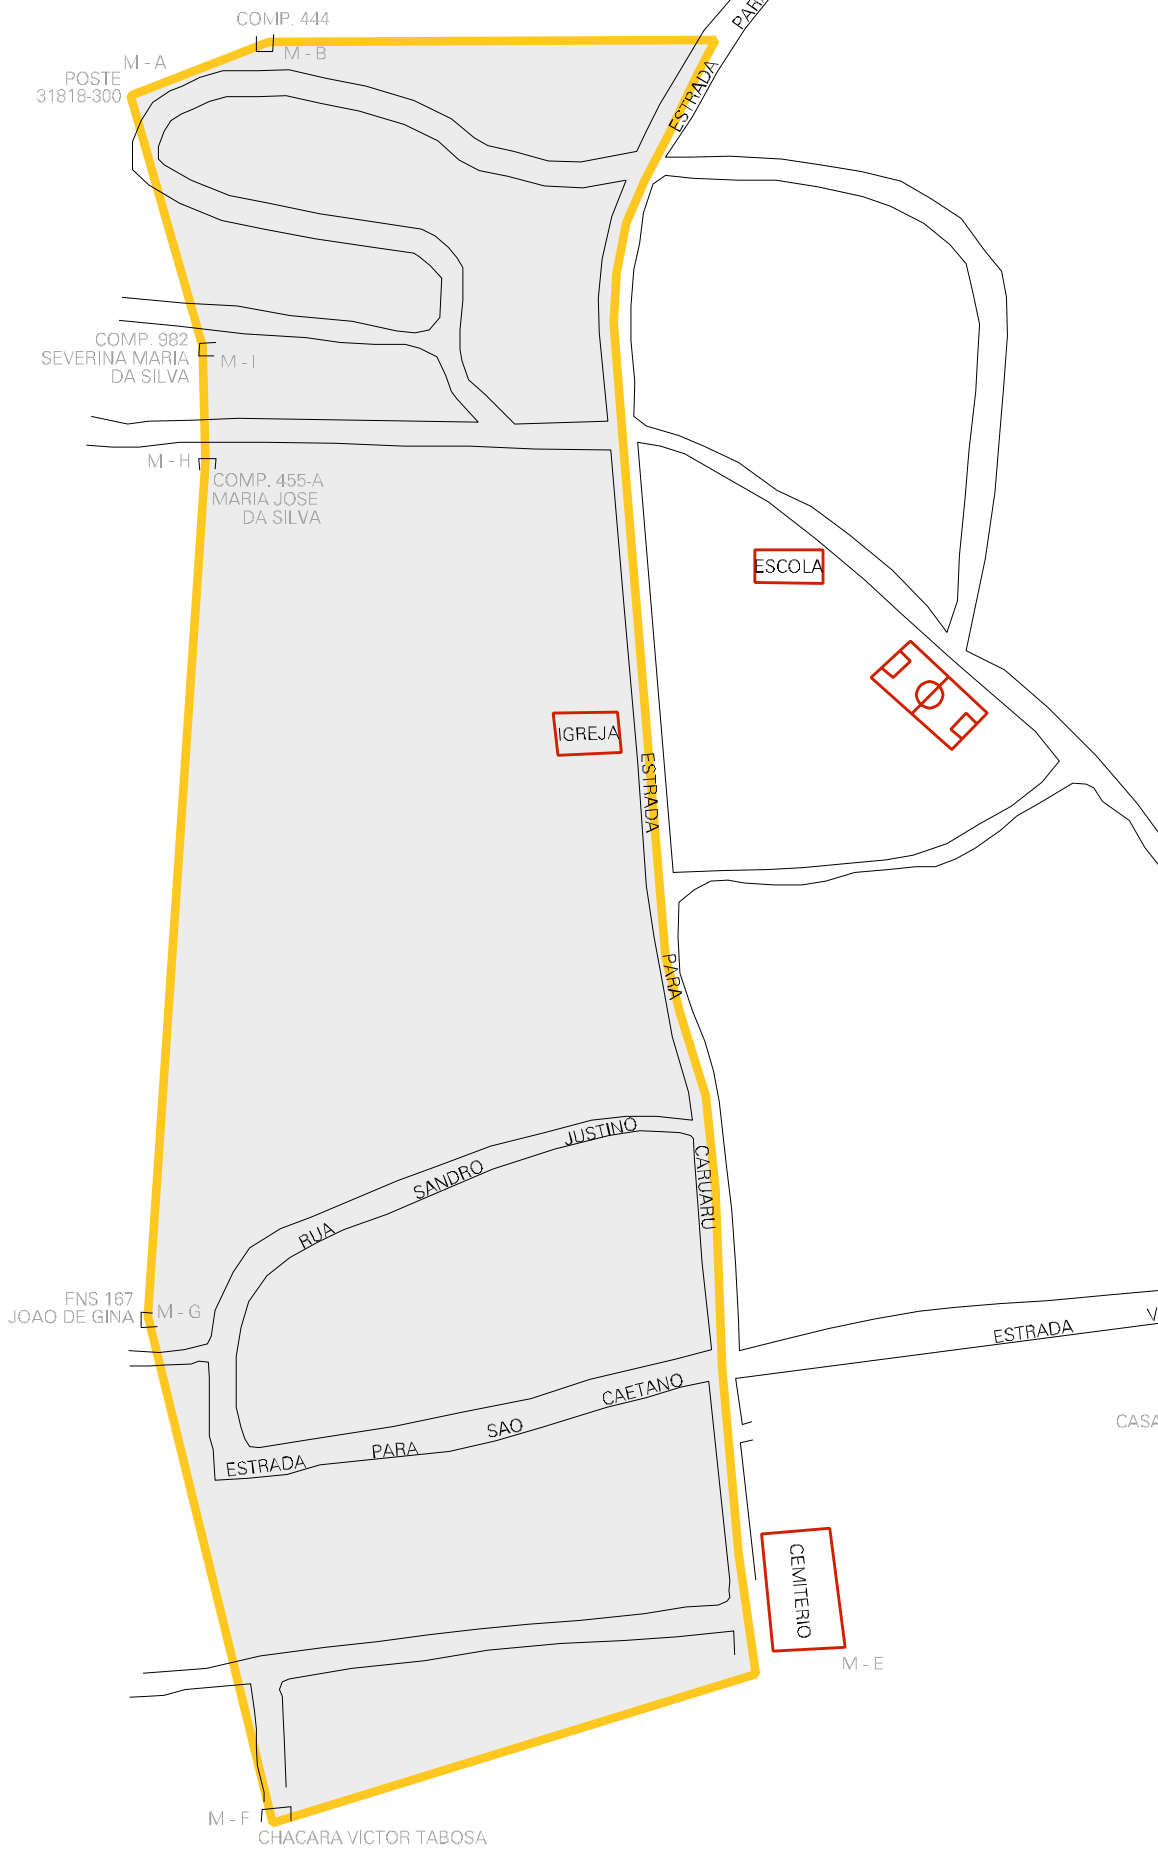 COMP. 444
M - B
M - A
POSTE
31818-300
PARA
ESTRADA
COMP. 982
SEVERINA MARIA
DA SILVA
M - I
M - H
COMP. 455-A
MARIA JOSE
DA SILVA
ESCOLA
IGREJA
ESTRADA
PARA
CARUARU
RUA SANDRO JUSTINO
FNS 167
JOAO DE GINA
M - G
ESTRADA V
ESTRADA PARA SAO CAETANO
CASA
CEMITERIO
M - E
M - F
CHACARA VICTOR TABOSA